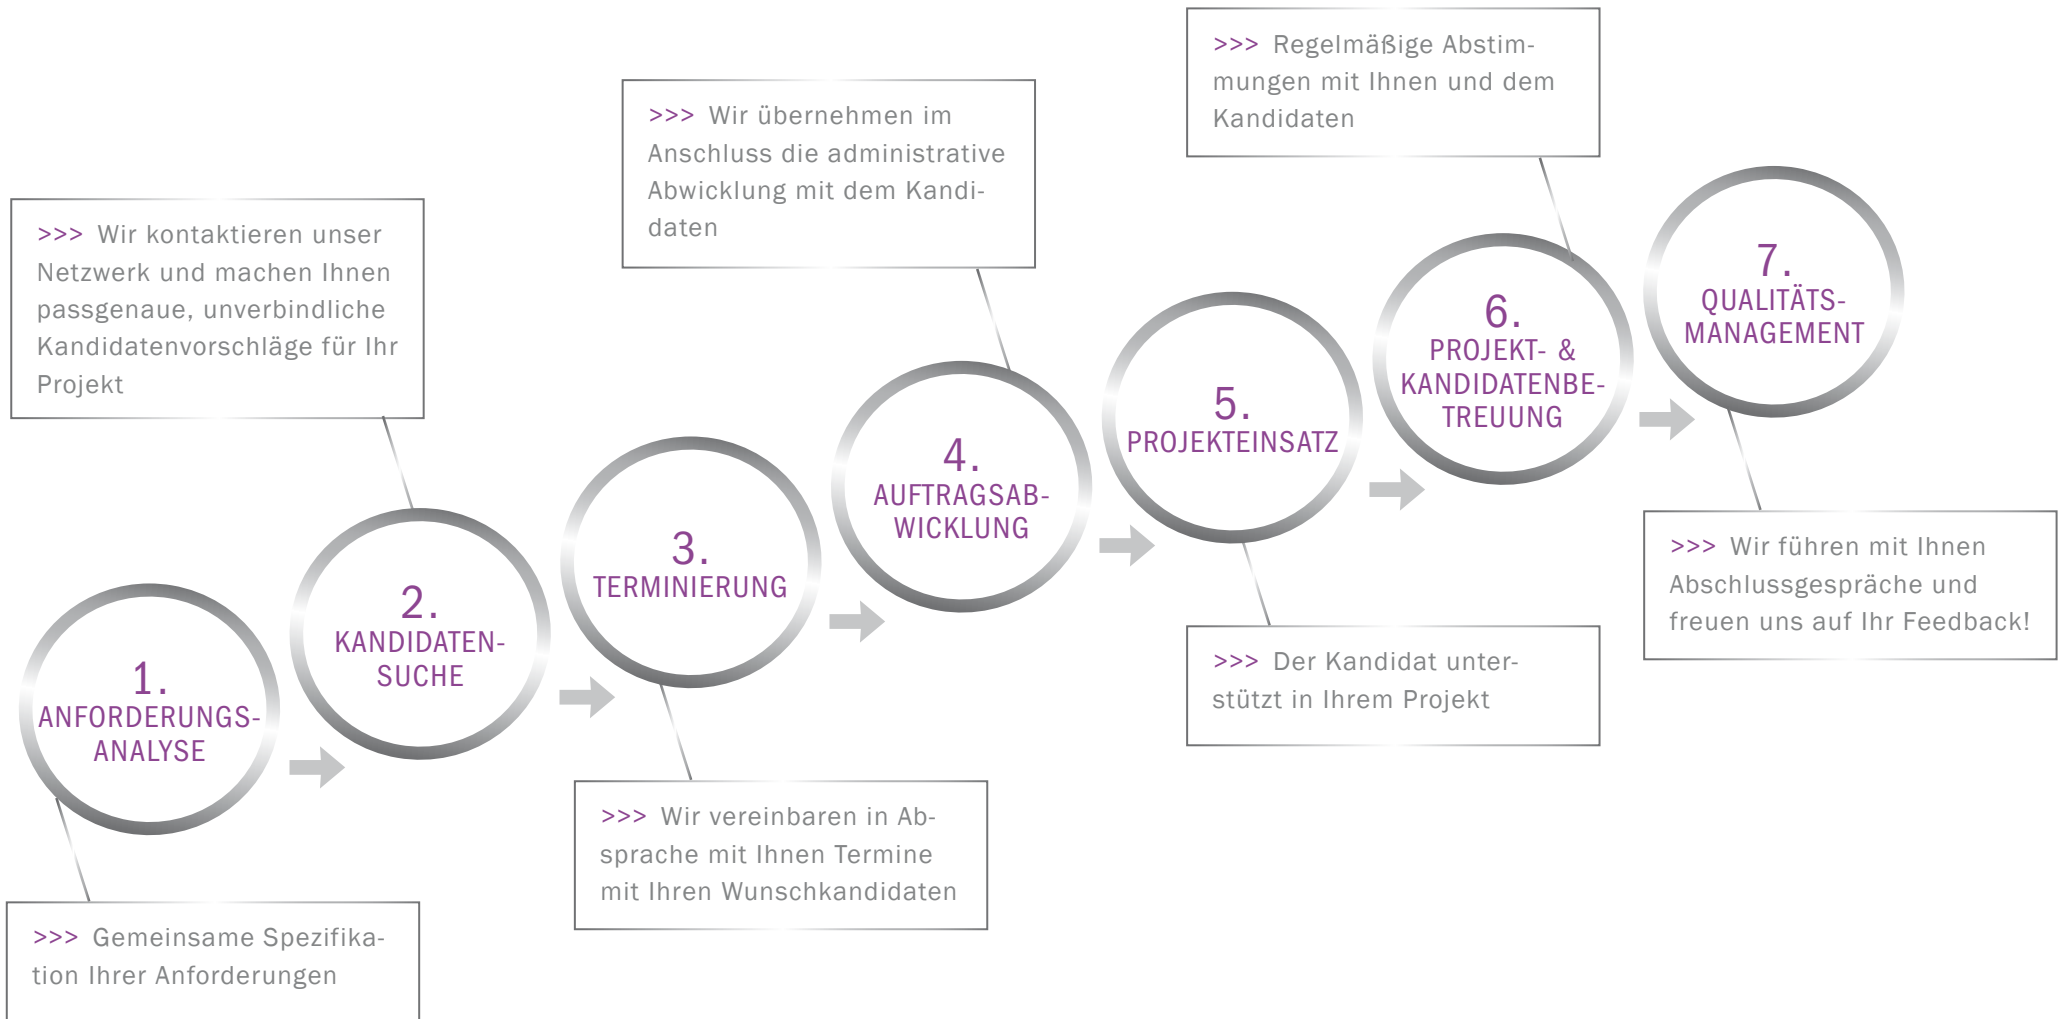 1.
ANFORDERUNGS-
ANALYSE
>>> Gemeinsame Spezifika-
tion Ihrer Anforderungen
2.
KANDIDATEN-
SUCHE
>>> Wir kontaktieren unser
Netzwerk und machen Ihnen
passgenaue, unverbindliche
Kandidatenvorschläge für Ihr
Projekt
3.
TERMINIERUNG
>>> Wir vereinbaren in Ab-
sprache mit Ihnen Termine
mit Ihren Wunschkandidaten
4.
AUFTRAGSAB-
WICKLUNG
>>> Wir übernehmen im
Anschluss die administrative
Abwicklung mit dem Kandi-
daten
5.
PROJEKTEINSATZ
>>> Der Kandidat unter-
stützt in Ihrem Projekt
6.
PROJEKT- &
KANDIDATENBE-
TREUUNG
>>> Regelmäßige Abstim-
mungen mit Ihnen und dem
Kandidaten
7.
QUALITÄTS-
MANAGEMENT
>>> Wir führen mit Ihnen
Abschlussgespräche und
freuen uns auf Ihr Feedback!